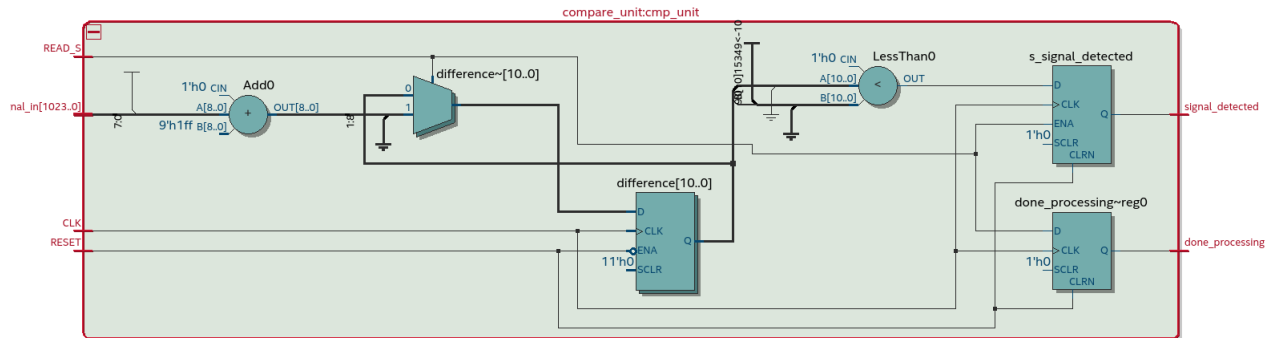 compare_unit:cmp_unit
READ_S
nal_in[1023..0]
CLK
RESET
7:0
1'h0 CIN
Add0
A[8..0]
OUT[8..0]
9'h1ff B[8..0]
+
1:8
difference~[10..0]
0
1
difference[10..0]
D
CLK
ENA
11'h0
SCLR
Q
LessThan0
1'h0 CIN
A[10..0]
OUT
B[10..0]
<
s_signal_detected
D
CLK
ENA
1'h0
SCLR
CLRN
Q
signal_detected
done_processing~reg0
D
CLK
1'h0
SCLR
CLRN
Q
done_processing